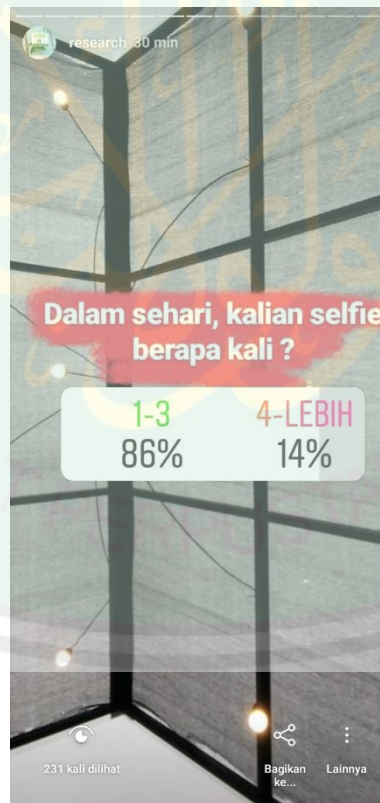 research 30 min
Dalam sehari, kalian selfie
berapa kali ?
1-3 4-LEBIH
86% 14%
231 kali dilihat
Bagikan
ke...
Lainnya